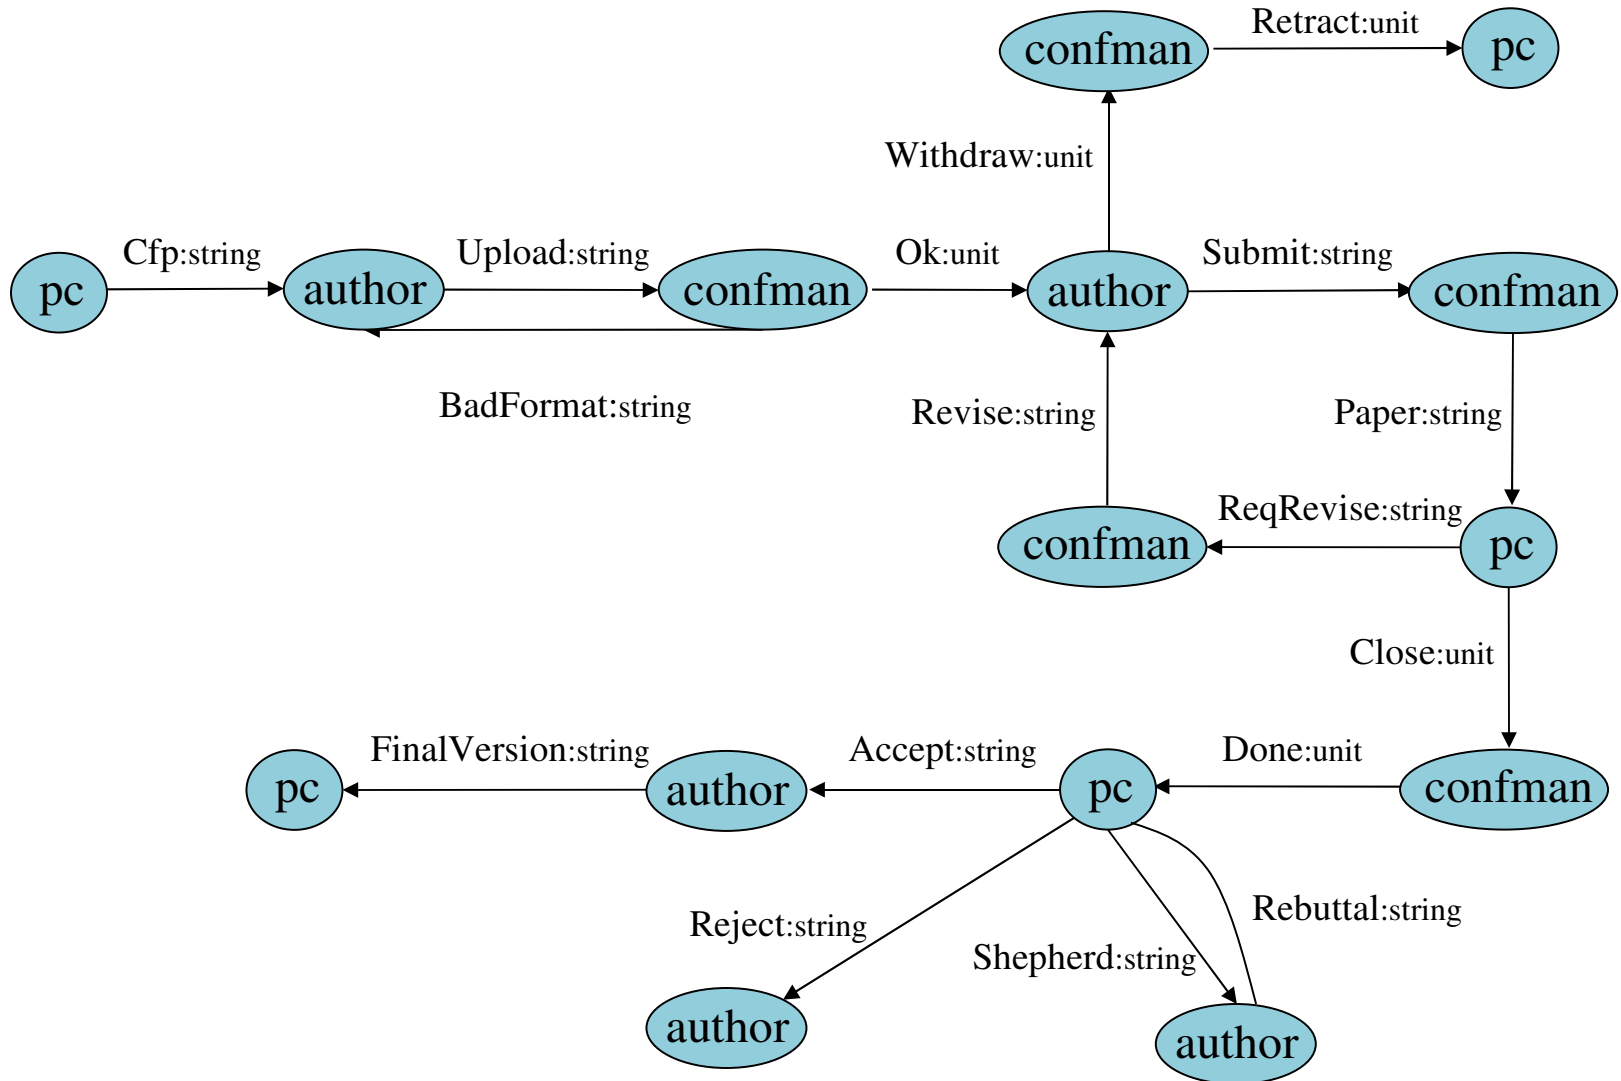 Retract:unit
confman
pc
Withdraw:unit
Cfp:string
Upload:string
Ok:unit
Submit:string
pc
author
confman
author
confman
BadFormat:string
Revise:string
Paper:string
ReqRevise:string
confman
pc
Close:unit
FinalVersion:string
Accept:string
Done:unit
pc
author
pc
confman
Reject:string
Rebuttal:string
Shepherd:string
author
author